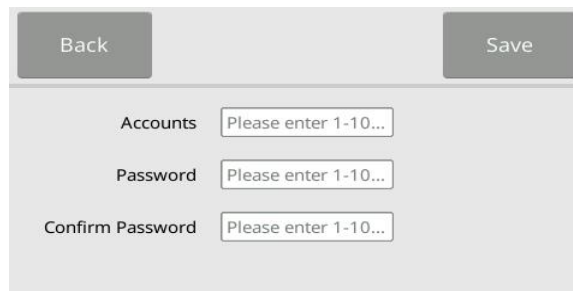 Back
Save
Accounts
Please enter 1-10...
Password
Please enter 1-10...
Confirm Password
Please enter 1-10...